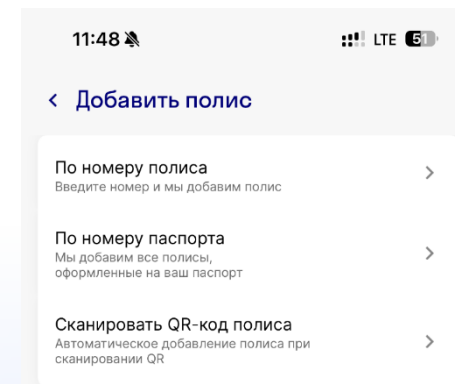 11:48 LTE 51
Добавить полис
По номеру полиса
Введите номер и мы добавим полис
По номеру паспорта
Мы добавим все полисы,
оформленные на ваш паспорт
Сканировать QR-код полиса
Автоматическое добавление полиса при
сканировании QR